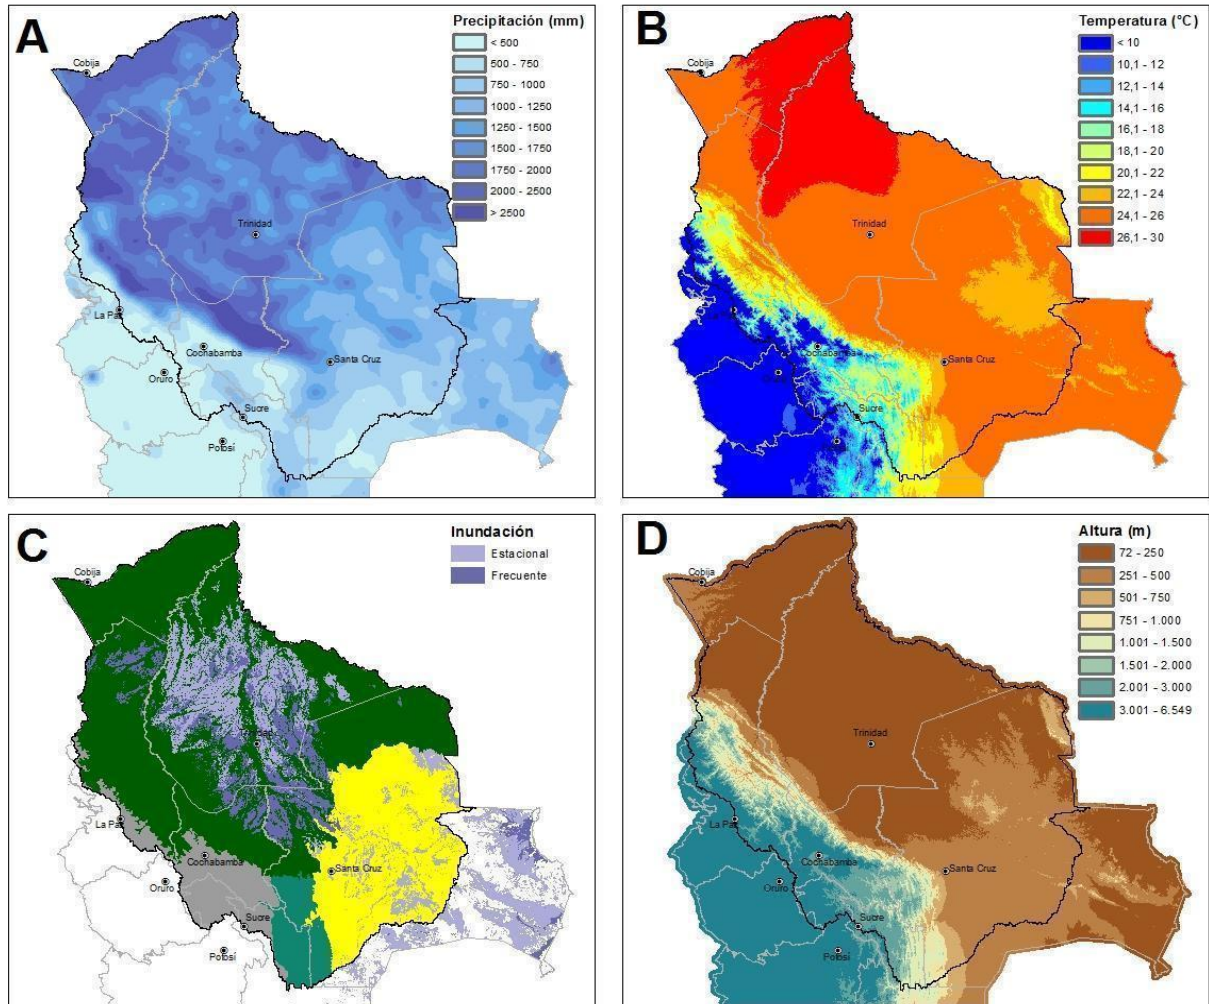 A
Precipitación (mm)
< 500
500 - 750
750 - 1000
1000 - 1250
1250 - 1500
1500 - 1750
1750 - 2000
2000 - 2500
> 2500
Cobija
Trinidad
La Paz
Cochabamba
Santa Cruz
Oruro
Sucre
Potosí
B
Temperatura (°C)
< 10
10,1 - 12
12,1 - 14
14,1 - 16
16,1 - 18
18,1 - 20
20,1 - 22
22,1 - 24
24,1 - 26
26,1 - 30
Cobija
Trinidad
La Paz
Cochabamba
Santa Cruz
Oruro
Sucre
C
Inundación
Estacional
Frecuente
Cobija
Trinidad
La Paz
Cochabamba
Santa Cruz
Oruro
Sucre
Potosí
D
Altura (m)
72 - 250
251 - 500
501 - 750
751 - 1.000
1.001 - 1.500
1.501 - 2.000
2.001 - 3.000
3.001 - 6.549
Cobija
Trinidad
La Paz
Cochabamba
Santa Cruz
Oruro
Sucre
Potosí